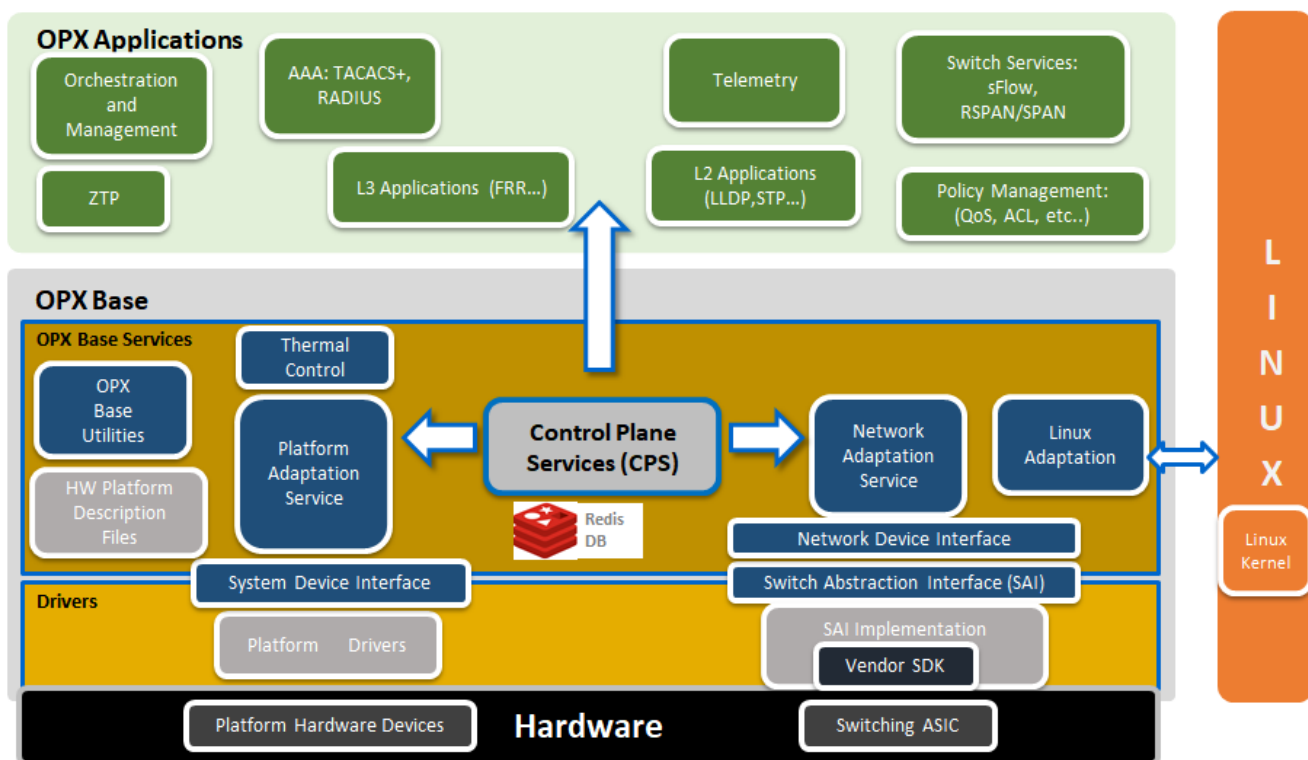 OPX Applications
Orchestration
and
Management
AAA: TACACS+,
RADIUS
Telemetry
Switch Services:
sFlow,
RSPAN/SPAN
ZTP
L3 Applications (FRR...)
L2 Applications
(LLDP,STP...)
Policy Management:
(QoS, ACL, etc..)
OPX Base
OPX Base Services
Thermal
Control
OPX
Base
Utilities
Platform
Adaptation
Service
Control Plane
Services (CPS)
Network
Adaptation
Service
Linux
Adaptation
HW Platform
Description
Files
Redis
DB
Network Device Interface
System Device Interface
Switch Abstraction Interface (SAI)
Drivers
Platform Drivers
SAI Implementation
Vendor SDK
Platform Hardware Devices
Hardware
Switching ASIC
L
I
N
U
X
Linux
Kernel